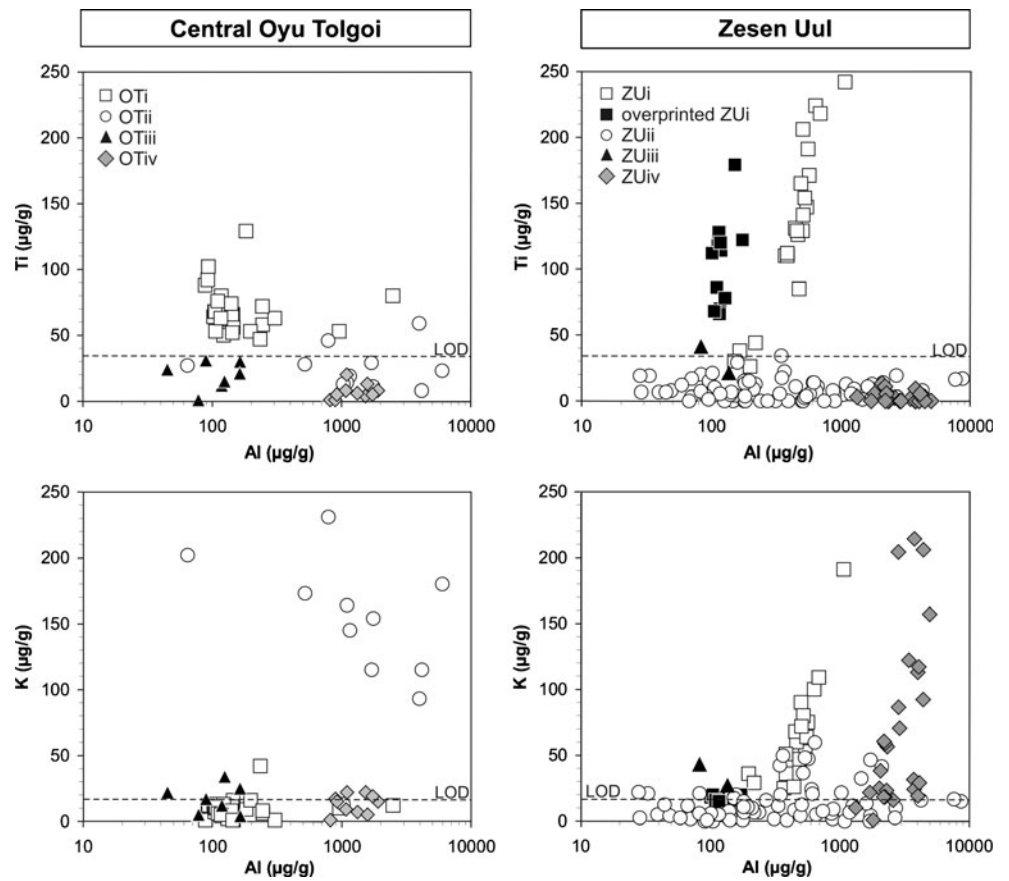 Central Oyu Tolgoi
Zesen Uul
250
200
150
100
50
0
Ti (µg/g)
OTi
OTii
OTiii
OTiv
LOD
10
100
1000
10000
Al (µg/g)
250
200
150
100
50
0
Ti (µg/g)
ZUi
overprinted ZUi
ZUii
ZUiii
ZUiv
LOD
10
100
1000
10000
Al (µg/g)
250
200
150
100
50
0
K (µg/g)
LOD
10
100
1000
10000
Al (µg/g)
250
200
150
100
50
0
K (µg/g)
LOD
10
100
1000
10000
Al (µg/g)